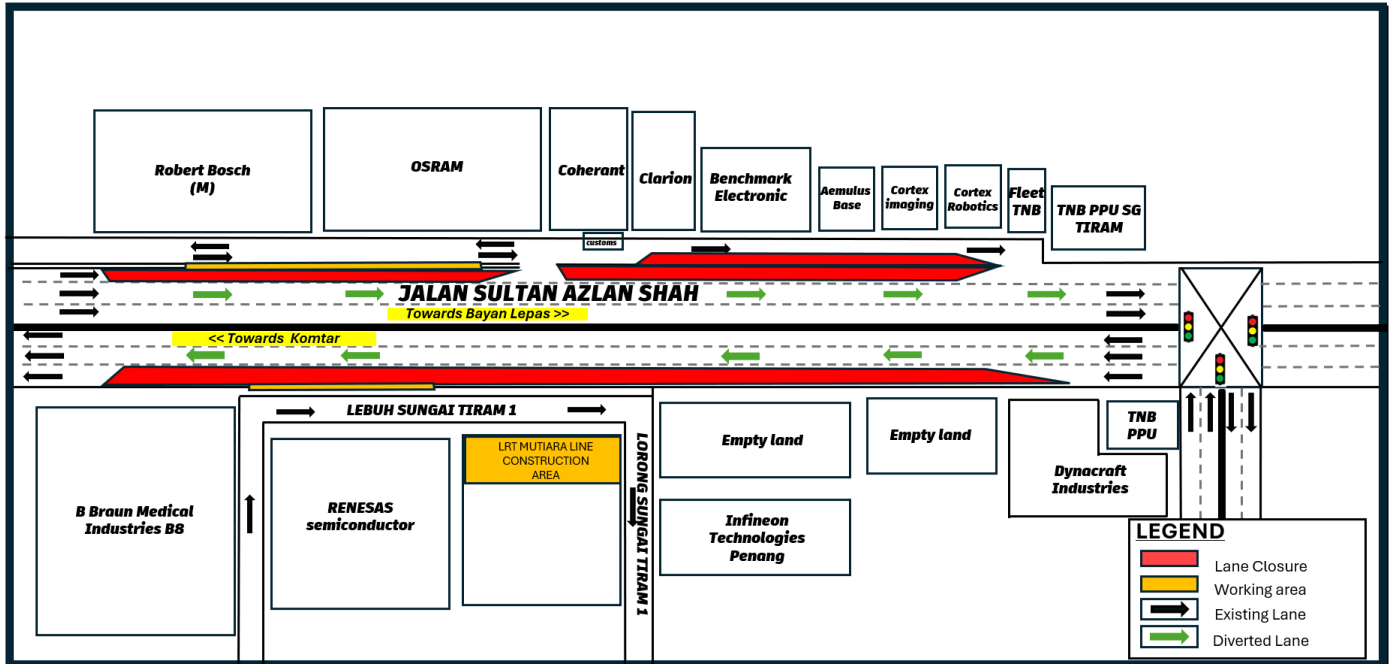 Robert Bosch
(M)
OSRAM
Coherant
Clarion
Benchmark
Electronic
Aemulus
Base
Cortex
imaging
Cortex
Robotics
Fleet
TNB
TNB PPU SG
TIRAM
customs
JALAN SULTAN AZLAN SHAH
Towards Bayan Lepas >>
<< Towards Komtar
LEBUH SUNGAI TIRAM 1
LORONG SUNGAI TIRAM 1
B Braun Medical
Industries B8
RENESAS
semiconductor
LRT MUTIARA LINE
CONSTRUCTION
AREA
Empty land
Empty land
Infineon
Technologies
Penang
TNB
PPU
Dynacraft
Industries
LEGEND
Lane Closure
Working area
Existing Lane
Diverted Lane